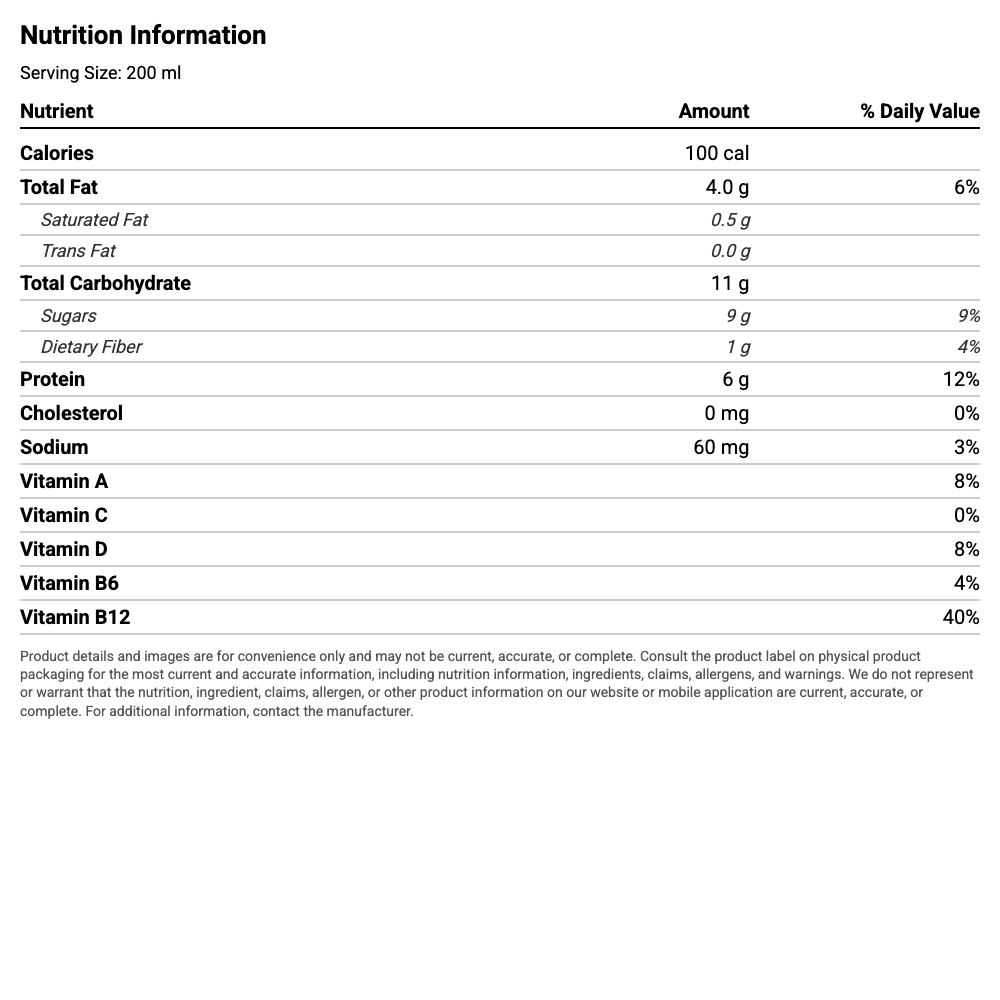 Nutrition Information
Serving Size: 200 ml
Nutrient Amount % Daily Value
Calories 100 cal
Total Fat 4.0 g 6%
Saturated Fat 0.5 g
Trans Fat 0.0 g
Total Carbohydrate 11 g
Sugars 9 g 9%
Dietary Fiber 1 g 4%
Protein 6 g 12%
Cholesterol 0 mg 0%
Sodium 60 mg 3%
Vitamin A 8%
Vitamin C 0%
Vitamin D 8%
Vitamin B6 4%
Vitamin B12 40%
Product details and images are for convenience only and may not be current, accurate, or complete. Consult the product label on physical product
packaging for the most current and accurate information, including nutrition information, ingredients, claims, allergens, and warnings. We do not represent
or warrant that the nutrition, ingredient, claims, allergen, or other product information on our website or mobile application are current, accurate, or
complete. For additional information, contact the manufacturer.